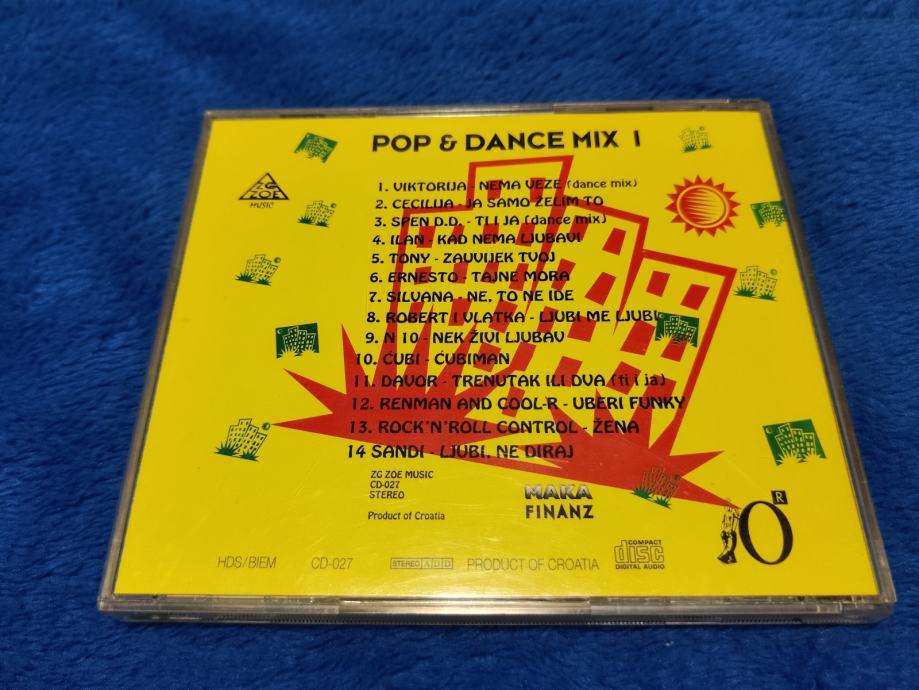 POP & DANCE MIX 1
ZG
ZOE
MUSIC
1. VIKTORIJA - NEMA VEZE (dance mix)
2. CECILIJA - JA SAMO ŽELIM TO
3. SPEN D.D. - TI I JA (dance mix)
4. ILAN - KAD NEMA LJUBAVI
5. TONY - ZAUVIJEK TVOJ
6. ERNESTO - TAJNE MORA
7. SILVANA - NE, TO NE IDE
8. ROBERT I VLATKA - LJUBI ME LJUBI
9. N 10 - NEK ŽIVI LJUBAV
10. ĆUBI - ĆUBIMAN
11. DAVOR - TRENUTAK ILI DVA (ti i ja)
12. RENMAN AND COOL-R - UBERI FUNKY
13. ROCK'N'ROLL CONTROL - ŽENA
14 SANDI - LJUBI, NE DIRAJ
ZG ZOE MUSIC
CD-027
STEREO
Product of Croatia
MAKA
FINANZ
R
HDS/BIEM CD-027 STEREO A D D PRODUCT OF CROATIA
COMPACT
disc
DIGITAL AUDIO